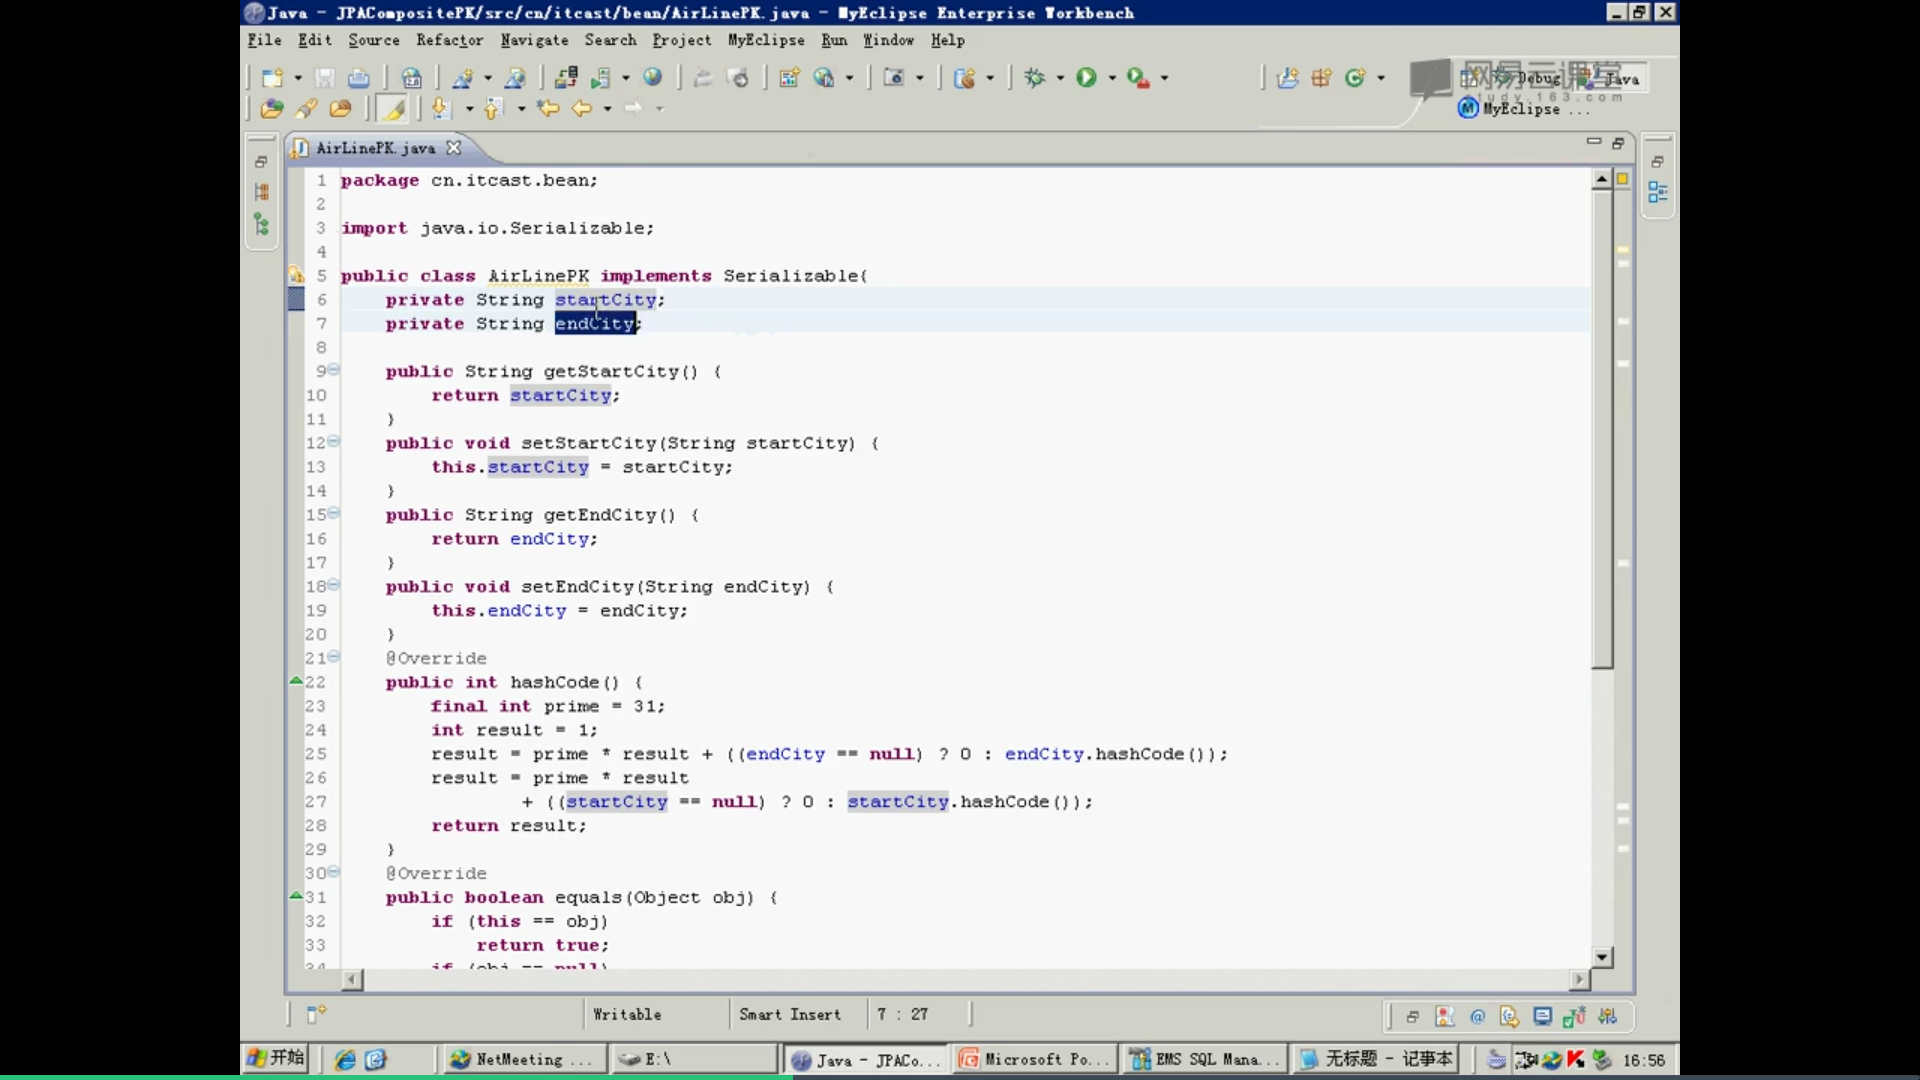 Java - JPACompositePK/src/cn/itcast/bean/AirLinePK.java - MyEclipse Enterprise Workbench
File Edit Source Refactor Navigate Search Project MyEclipse Run Window Help
网易云课堂
Debug Java
study.163.com
MyEclipse ...
AirLinePK.java
1 package cn.itcast.bean;
2
3 import java.io.Serializable;
4
5 public class AirLinePK implements Serializable{
6 private String startCity;
7 private String endCity;
8
9 public String getStartCity() {
10 return startCity;
11 }
12 public void setStartCity(String startCity) {
13 this.startCity = startCity;
14 }
15 public String getEndCity() {
16 return endCity;
17 }
18 public void setEndCity(String endCity) {
19 this.endCity = endCity;
20 }
21 @Override
22 public int hashCode() {
23 final int prime = 31;
24 int result = 1;
25 result = prime * result + ((endCity == null) ? 0 : endCity.hashCode());
26 result = prime * result
27 + ((startCity == null) ? 0 : startCity.hashCode());
28 return result;
29 }
30 @Override
31 public boolean equals(Object obj) {
32 if (this == obj)
33 return true;
34 if (obj == null)
Writable Smart Insert 7 : 27
开始 NetMeeting ... E:\ Java - JPACo... Microsoft Po... EMS SQL Mana... 无标题 - 记事本 16:56